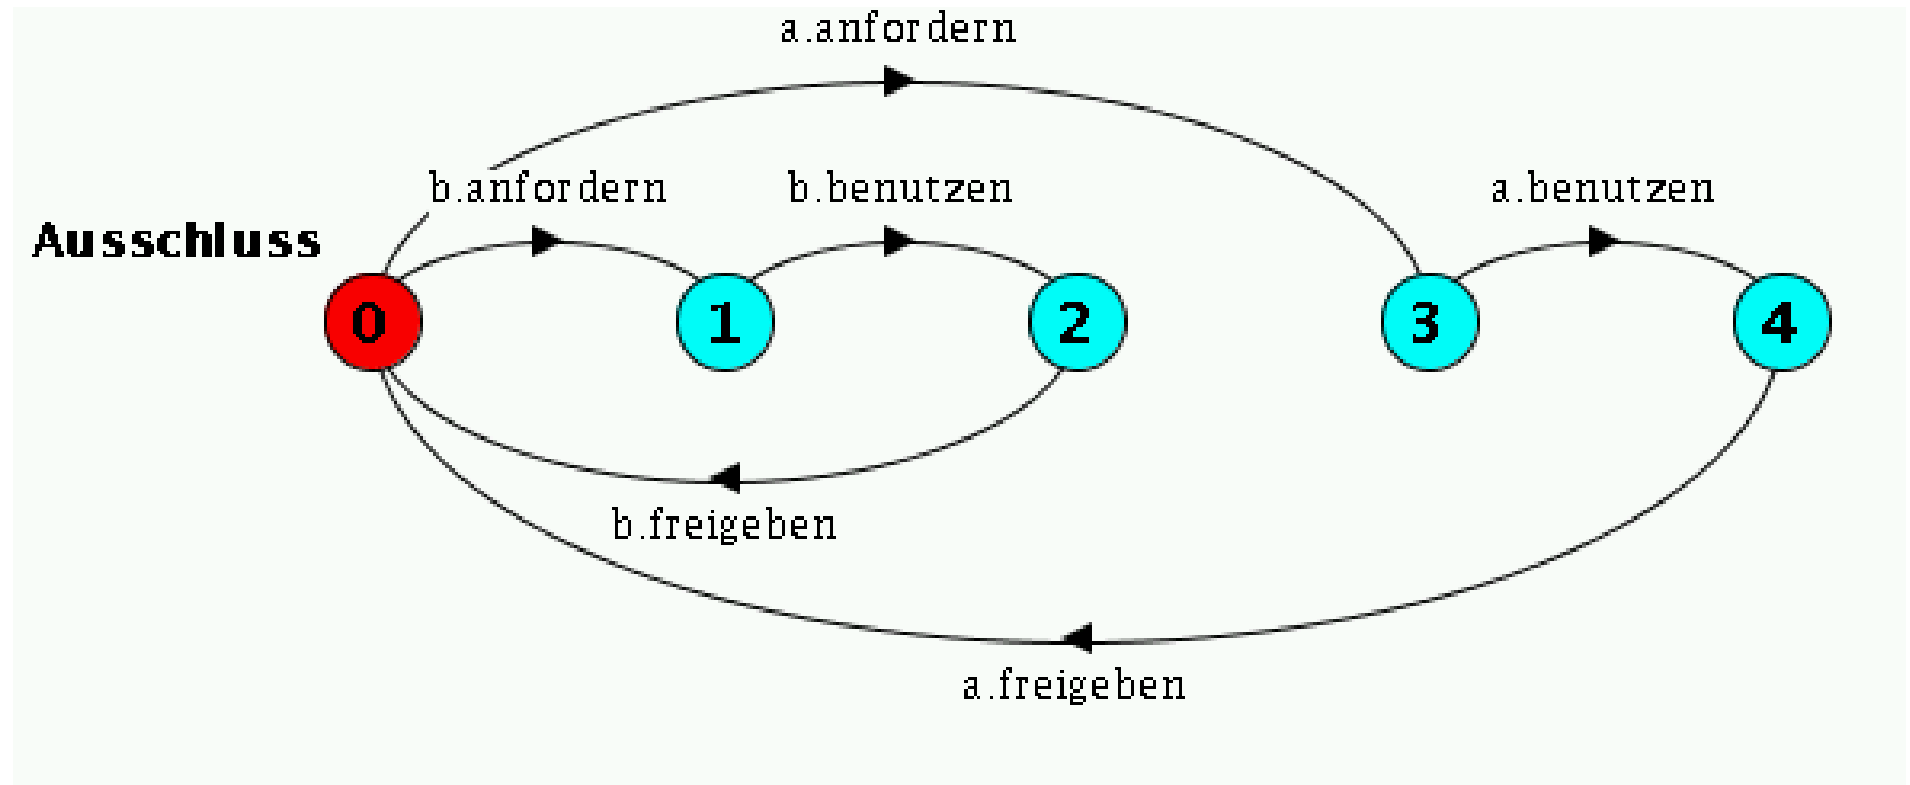 a.anfordern
b.anfordern b.benutzen a.benutzen
Ausschluss
0 1 2 3 4
b.freigeben
a.freigeben